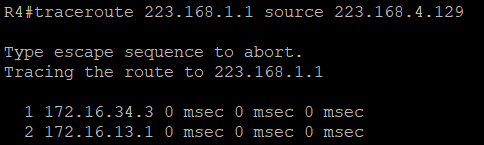 R4#traceroute 223.168.1.1 source 223.168.4.129
Type escape sequence to abort.
Tracing the route to 223.168.1.1
1 172.16.34.3 0 msec 0 msec 0 msec
2 172.16.13.1 0 msec 0 msec 0 msec